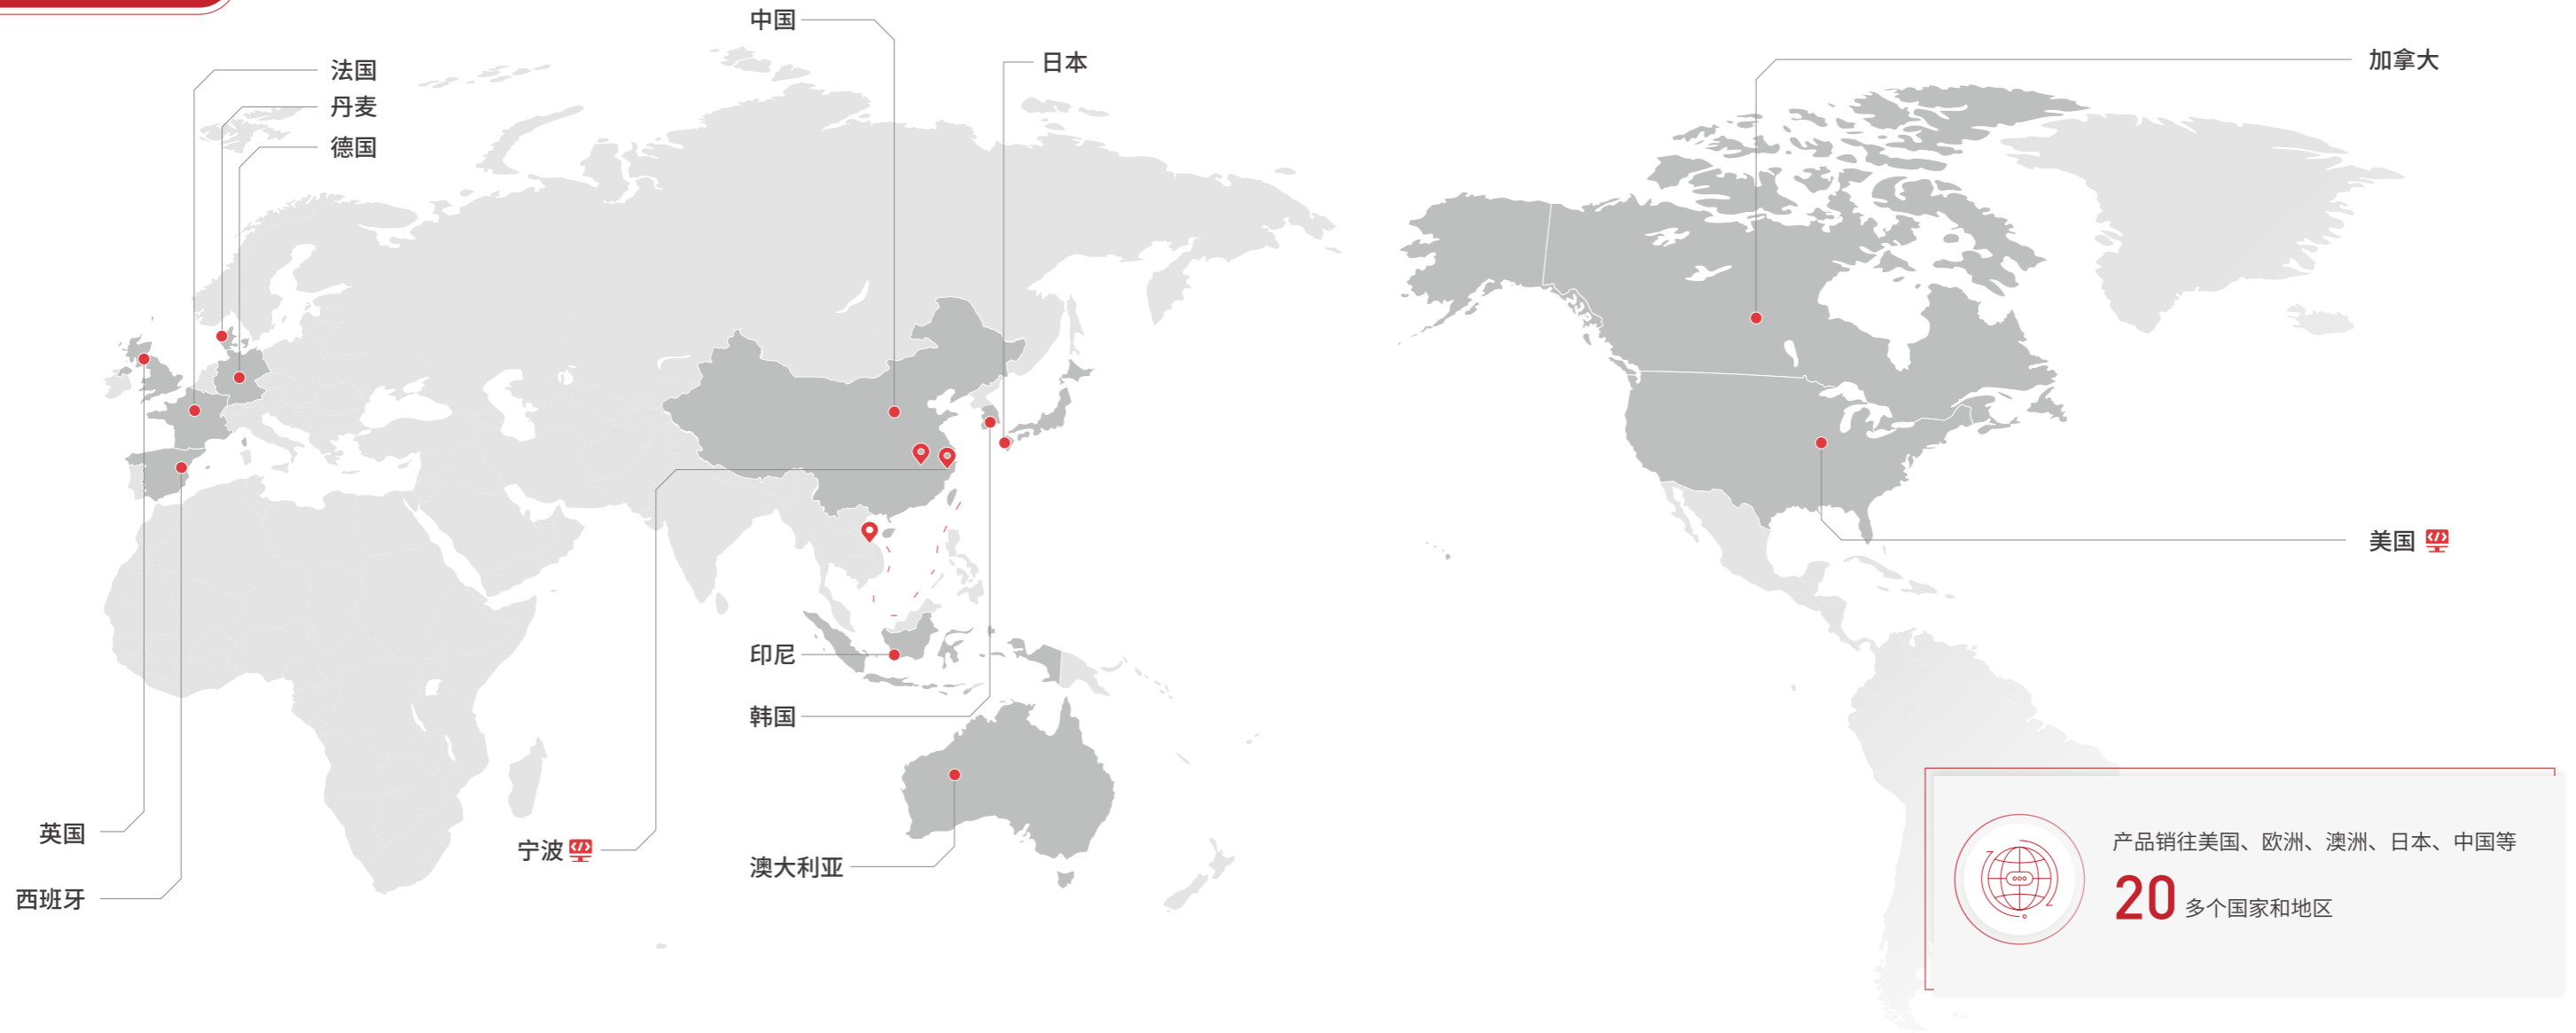 中国
日本
加拿大
法国
丹麦
德国
美国
印尼
韩国
英国
宁波
澳大利亚
西班牙
产品销往美国、欧洲、澳洲、日本、中国等
20 多个国家和地区